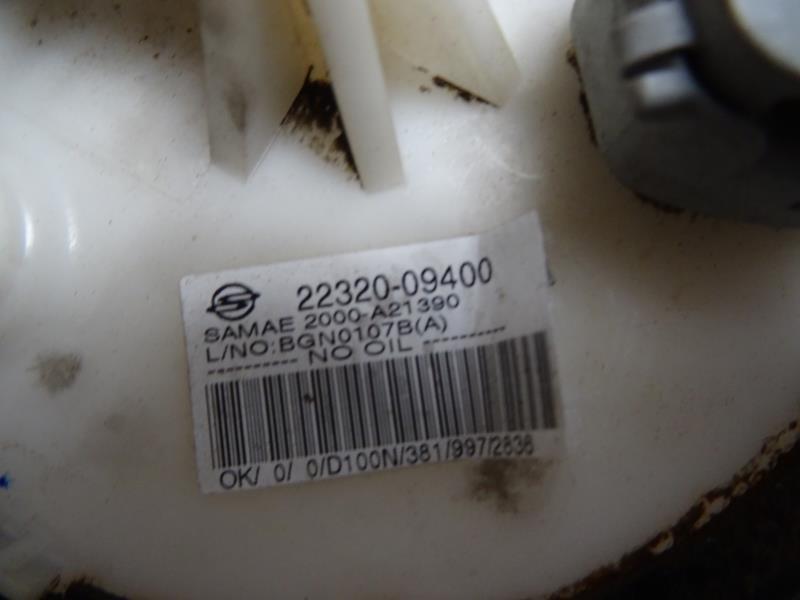 22320-09400
SAMAE 2000-A21390
L/NO:BGN0107B(A)
---------- NO OIL ----------
OK/ 0/ 0/D100N/381/997/2838